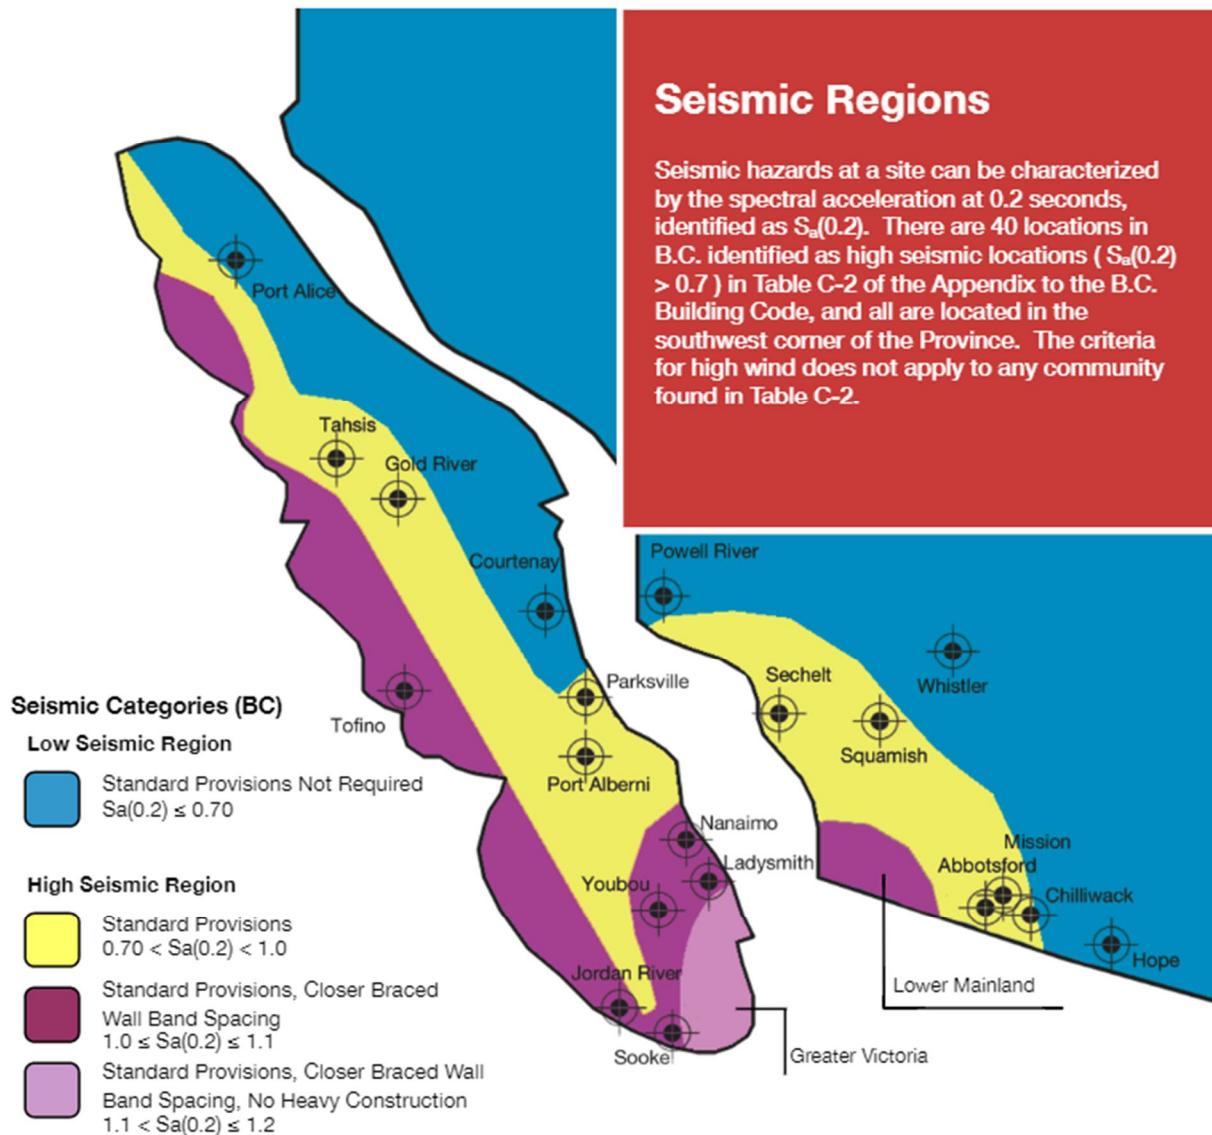 Seismic Regions
Seismic hazards at a site can be characterized
by the spectral acceleration at 0.2 seconds,
identified as Sₐ(0.2).  There are 40 locations in
B.C. identified as high seismic locations ( Sₐ(0.2)
> 0.7 ) in Table C-2 of the Appendix to the B.C.
Building Code, and all are located in the
southwest corner of the Province.  The criteria
for high wind does not apply to any community
found in Table C-2.
Port Alice
Tahsis
Gold River
Courtenay
Parksville
Tofino
Port Alberni
Nanaimo
Ladysmith
Youbou
Jordan River
Sooke
Greater Victoria
Powell River
Sechelt
Whistler
Squamish
Mission
Abbotsford
Chilliwack
Hope
Lower Mainland
Seismic Categories (BC)
Low Seismic Region
Standard Provisions Not Required
Sa(0.2) ≤ 0.70
High Seismic Region
Standard Provisions
0.70 < Sa(0.2) < 1.0
Standard Provisions, Closer Braced
Wall Band Spacing
1.0 ≤ Sa(0.2) ≤ 1.1
Standard Provisions, Closer Braced Wall
Band Spacing, No Heavy Construction
1.1 < Sa(0.2) ≤ 1.2